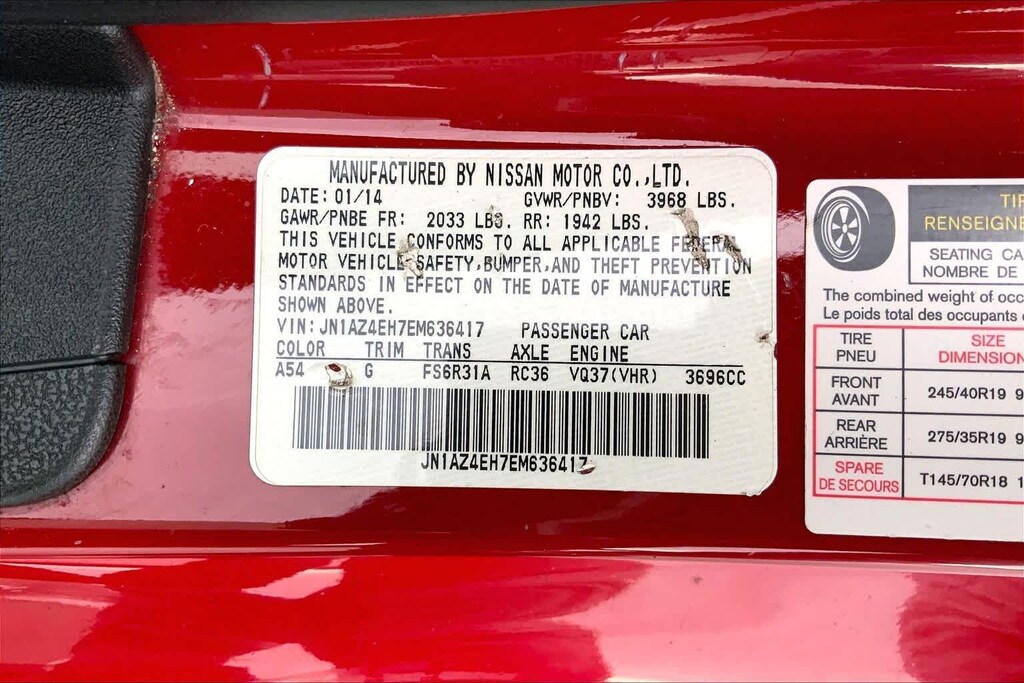 MANUFACTURED BY NISSAN MOTOR CO.,LTD.
DATE: 01/14 GVWR/PNBV: 3968 LBS.
GAWR/PNBE FR: 2033 LBS. RR: 1942 LBS.
THIS VEHICLE CONFORMS TO ALL APPLICABLE FEDERAL
MOTOR VEHICLE SAFETY,BUMPER,AND THEFT PREVENTION
STANDARDS IN EFFECT ON THE DATE OF MANUFACTURE
SHOWN ABOVE.
VIN: JN1AZ4EH7EM636417 PASSENGER CAR
COLOR TRIM TRANS AXLE ENGINE
A54 G FS6R31A RC36 VQ37(VHR) 3696CC
JN1AZ4EH7EM636417
RENSEIGNE
SEATING CA
NOMBRE DE
The combined weight of occ
Le poids total des occupants
TIRE
PNEU
SIZE
DIMENSION
FRONT
AVANT
245/40R19 9
REAR
ARRIÈRE
275/35R19 9
SPARE
DE SECOURS
T145/70R18 1